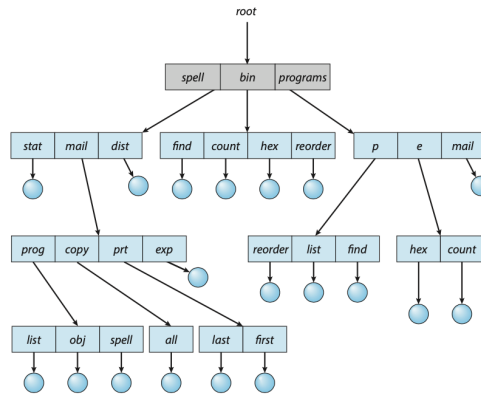 root
spell bin programs
stat mail dist find count hex reorder p e mail
prog copy prt exp reorder list find hex count
list obj spell all last first